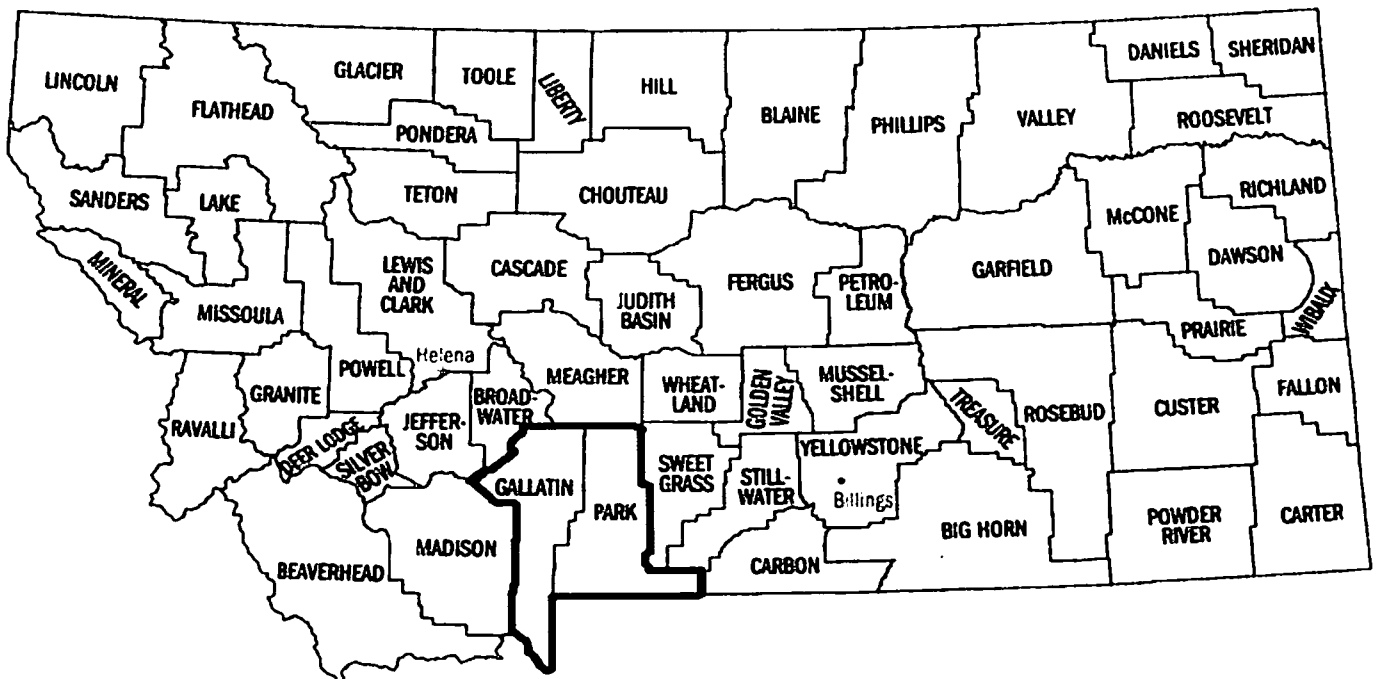 DANIELS
SHERIDAN
GLACIER
TOOLE
LIBERTY
HILL
LINCOLN
FLATHEAD
BLAINE
PHILLIPS
VALLEY
ROOSEVELT
PONDERA
TETON
CHOUTEAU
SANDERS
LAKE
McCONE
RICHLAND
MINERAL
LEWIS
AND
CLARK
CASCADE
JUDITH
BASIN
FERGUS
PETRO-
LEUM
GARFIELD
DAWSON
WIBAUX
MISSOULA
PRAIRIE
POWELL
Helena
GRANITE
BROAD-
WATER
MEAGHER
WHEAT-
LAND
GOLDEN
VALLEY
MUSSEL-
SHELL
TREASURE
ROSEBUD
CUSTER
FALLON
RAVALLI
DEER LODGE
SILVER
BOW
JEFFER-
SON
GALLATIN
PARK
SWEET
GRASS
STILL-
WATER
YELLOWSTONE
Billings
BIG HORN
POWDER
RIVER
CARTER
BEAVERHEAD
MADISON
CARBON